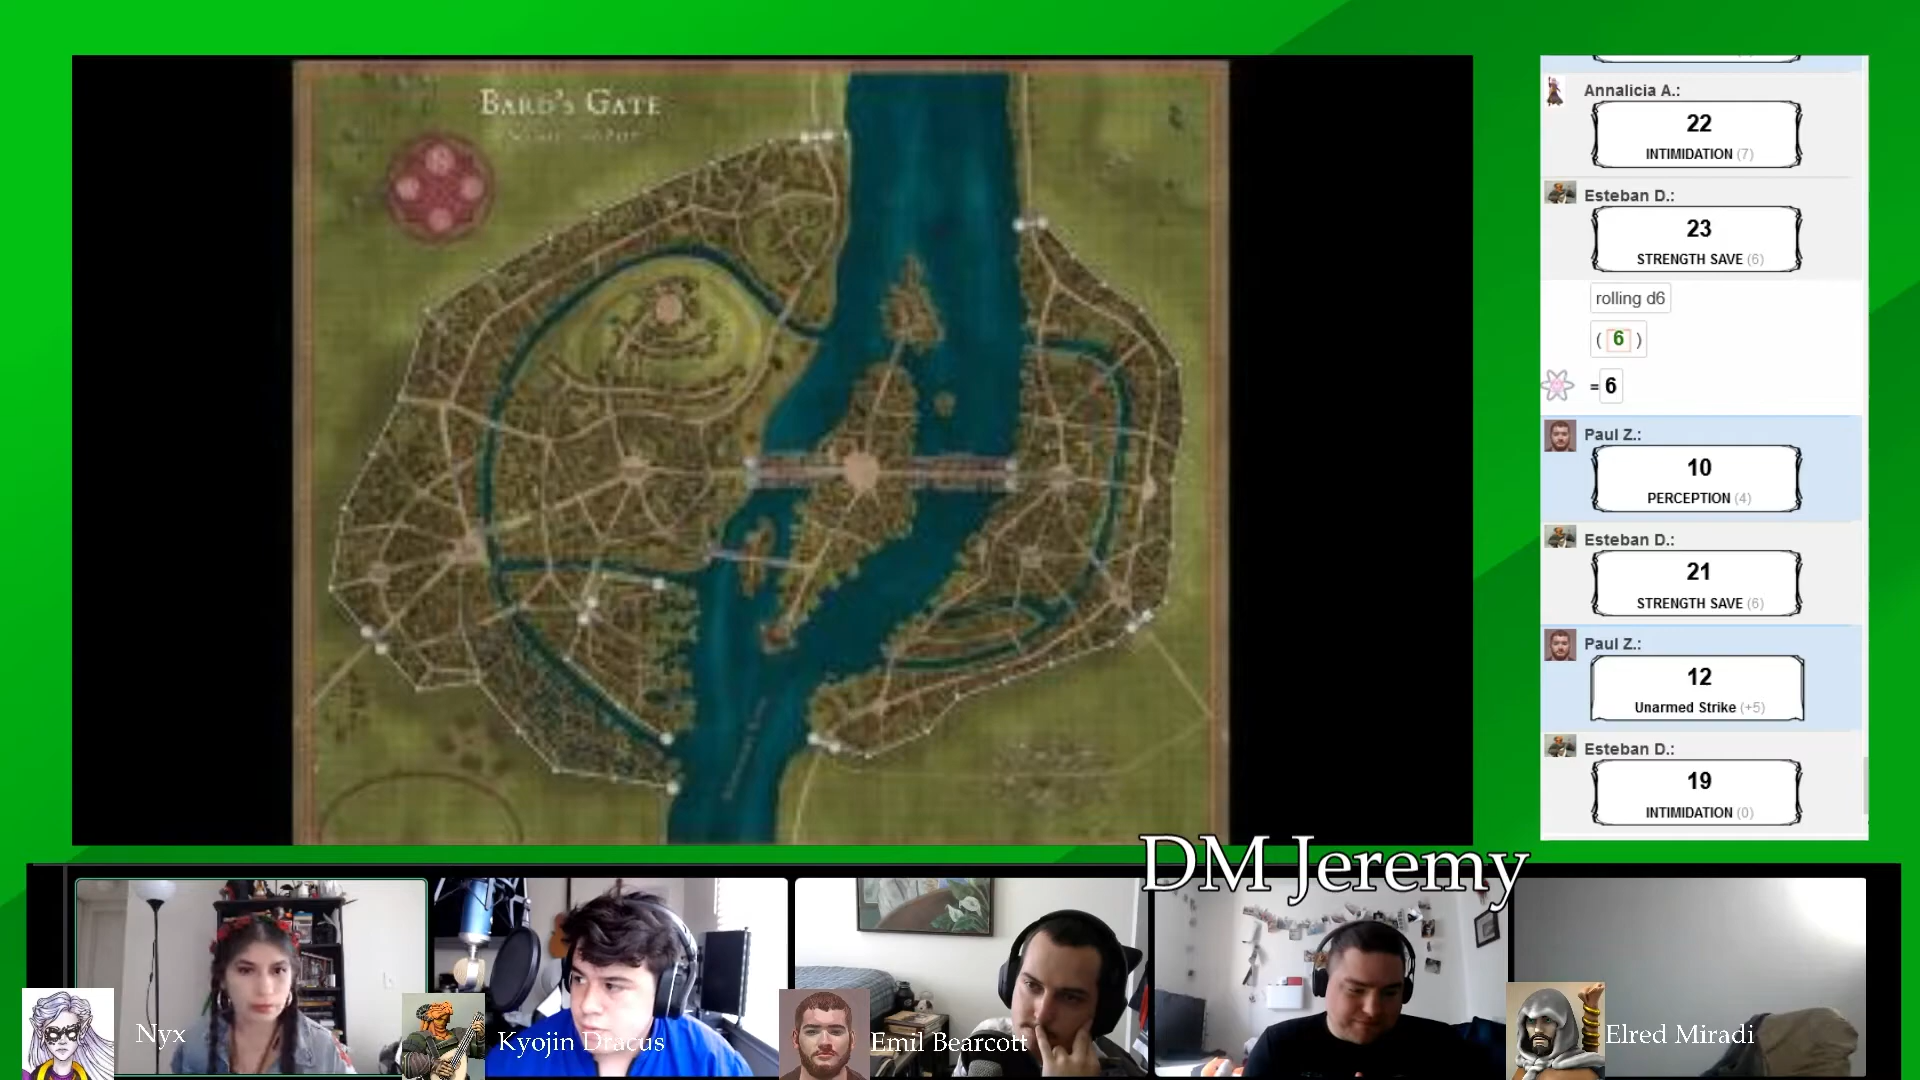 BARD'S GATE
Annalicia A.:
22
INTIMIDATION (7)
Esteban D.:
23
STRENGTH SAVE (6)
rolling d6
( 6 )
= 6
Paul Z.:
10
PERCEPTION (4)
Esteban D.:
21
STRENGTH SAVE (6)
Paul Z.:
12
Unarmed Strike (+5)
Esteban D.:
19
INTIMIDATION (0)
DM Jeremy
Nyx
Kyojin Dracus
Emil Bearcott
Elred Miradi